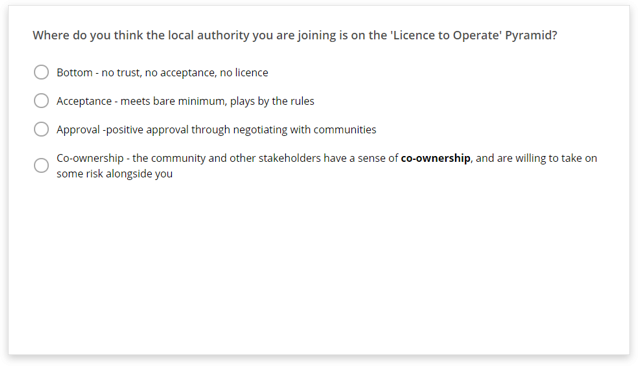 Where do you think the local authority you are joining is on the 'Licence to Operate' Pyramid?
Bottom - no trust, no acceptance, no licence
Acceptance - meets bare minimum, plays by the rules
Approval -positive approval through negotiating with communities
Co-ownership - the community and other stakeholders have a sense of co-ownership, and are willing to take on
some risk alongside you